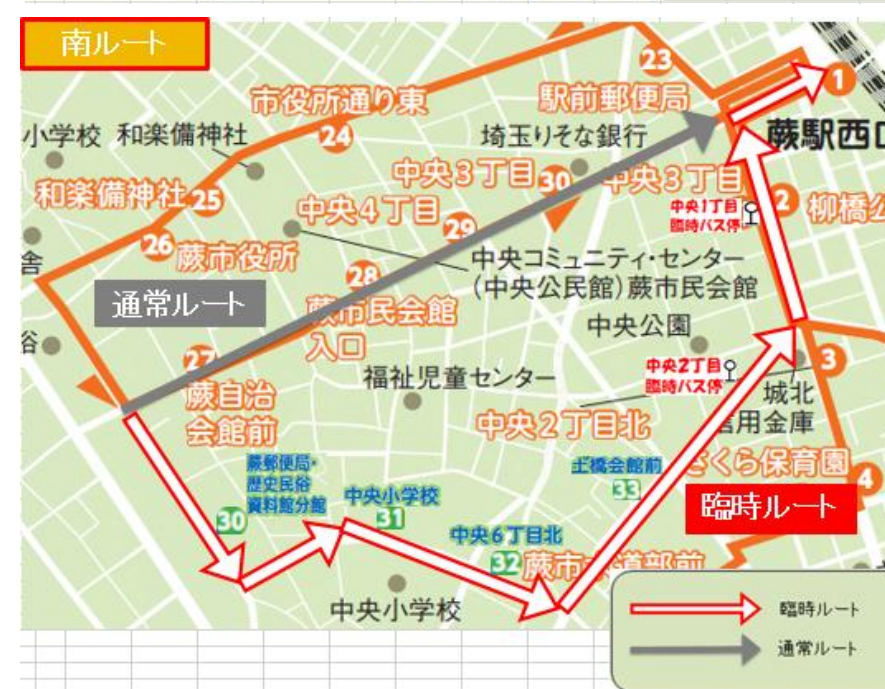 南ルート
23
1
市役所通り東
駅前郵便局
小学校
和楽備神社
24
埼玉りそな銀行
蕨駅西口
中央3丁目
30
中央3丁目
和楽備神社
25
中央4丁目
中央1丁目
臨時バス停
2
柳橋公
29
26
蕨市役所
舎
中央コミュニティ・センター
(中央公民館)蕨市民会館
28
通常ルート
蕨市民会館
入口
中央公園
谷
27
福祉児童センター
中央2丁目
臨時バス停
3
蕨自治
会館前
城北
信用金庫
中央2丁目北
蕨郵便局・
歴史民俗
資料館分館
土橋会館前
33
さくら保育園
4
中央小学校
31
臨時ルート
30
中央6丁目北
32
中央小学校
臨時ルート
通常ルート